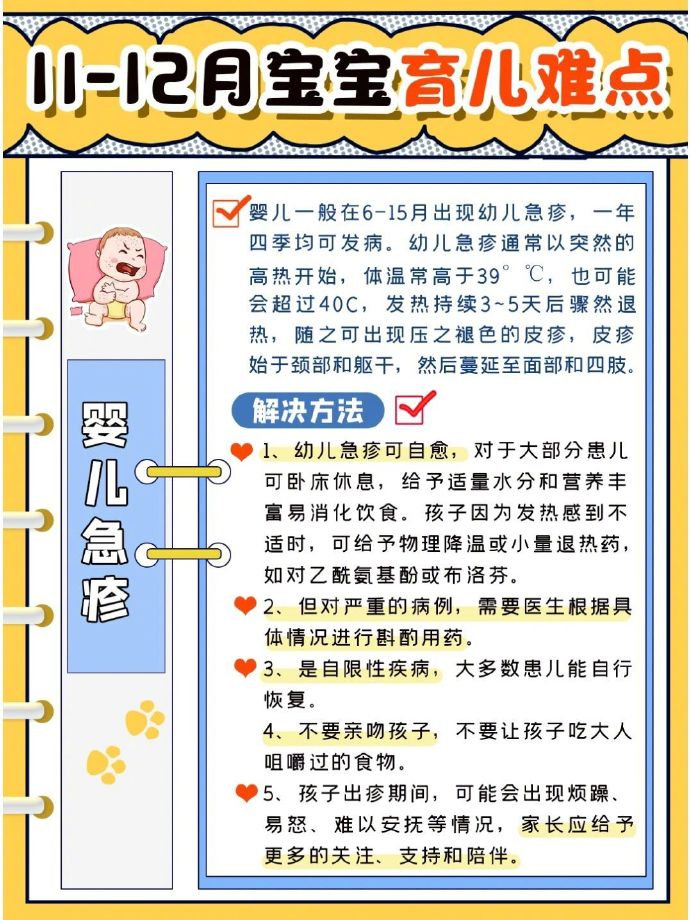 11-12月宝宝育儿难点
婴儿急疹
婴儿一般在6-15月出现幼儿急疹，一年
四季均可发病。幼儿急疹通常以突然的
高热开始，体温常高于39°℃，也可能
会超过40C，发热持续3~5天后骤然退
热，随之可出现压之褪色的皮疹，皮疹
始于颈部和躯干，然后蔓延至面部和四肢。
解决方法
1、幼儿急疹可自愈，对于大部分患儿
可卧床休息，给予适量水分和营养丰
富易消化饮食。孩子因为发热感到不
适时，可给予物理降温或小量退热药，
如对乙酰氨基酚或布洛芬。
2、但对严重的病例，需要医生根据具
体情况进行斟酌用药。
3、是自限性疾病，大多数患儿能自行
恢复。
4、不要亲吻孩子，不要让孩子吃大人
咀嚼过的食物。
5、孩子出疹期间，可能会出现烦躁、
易怒、难以安抚等情况，家长应给予
更多的关注、支持和陪伴。